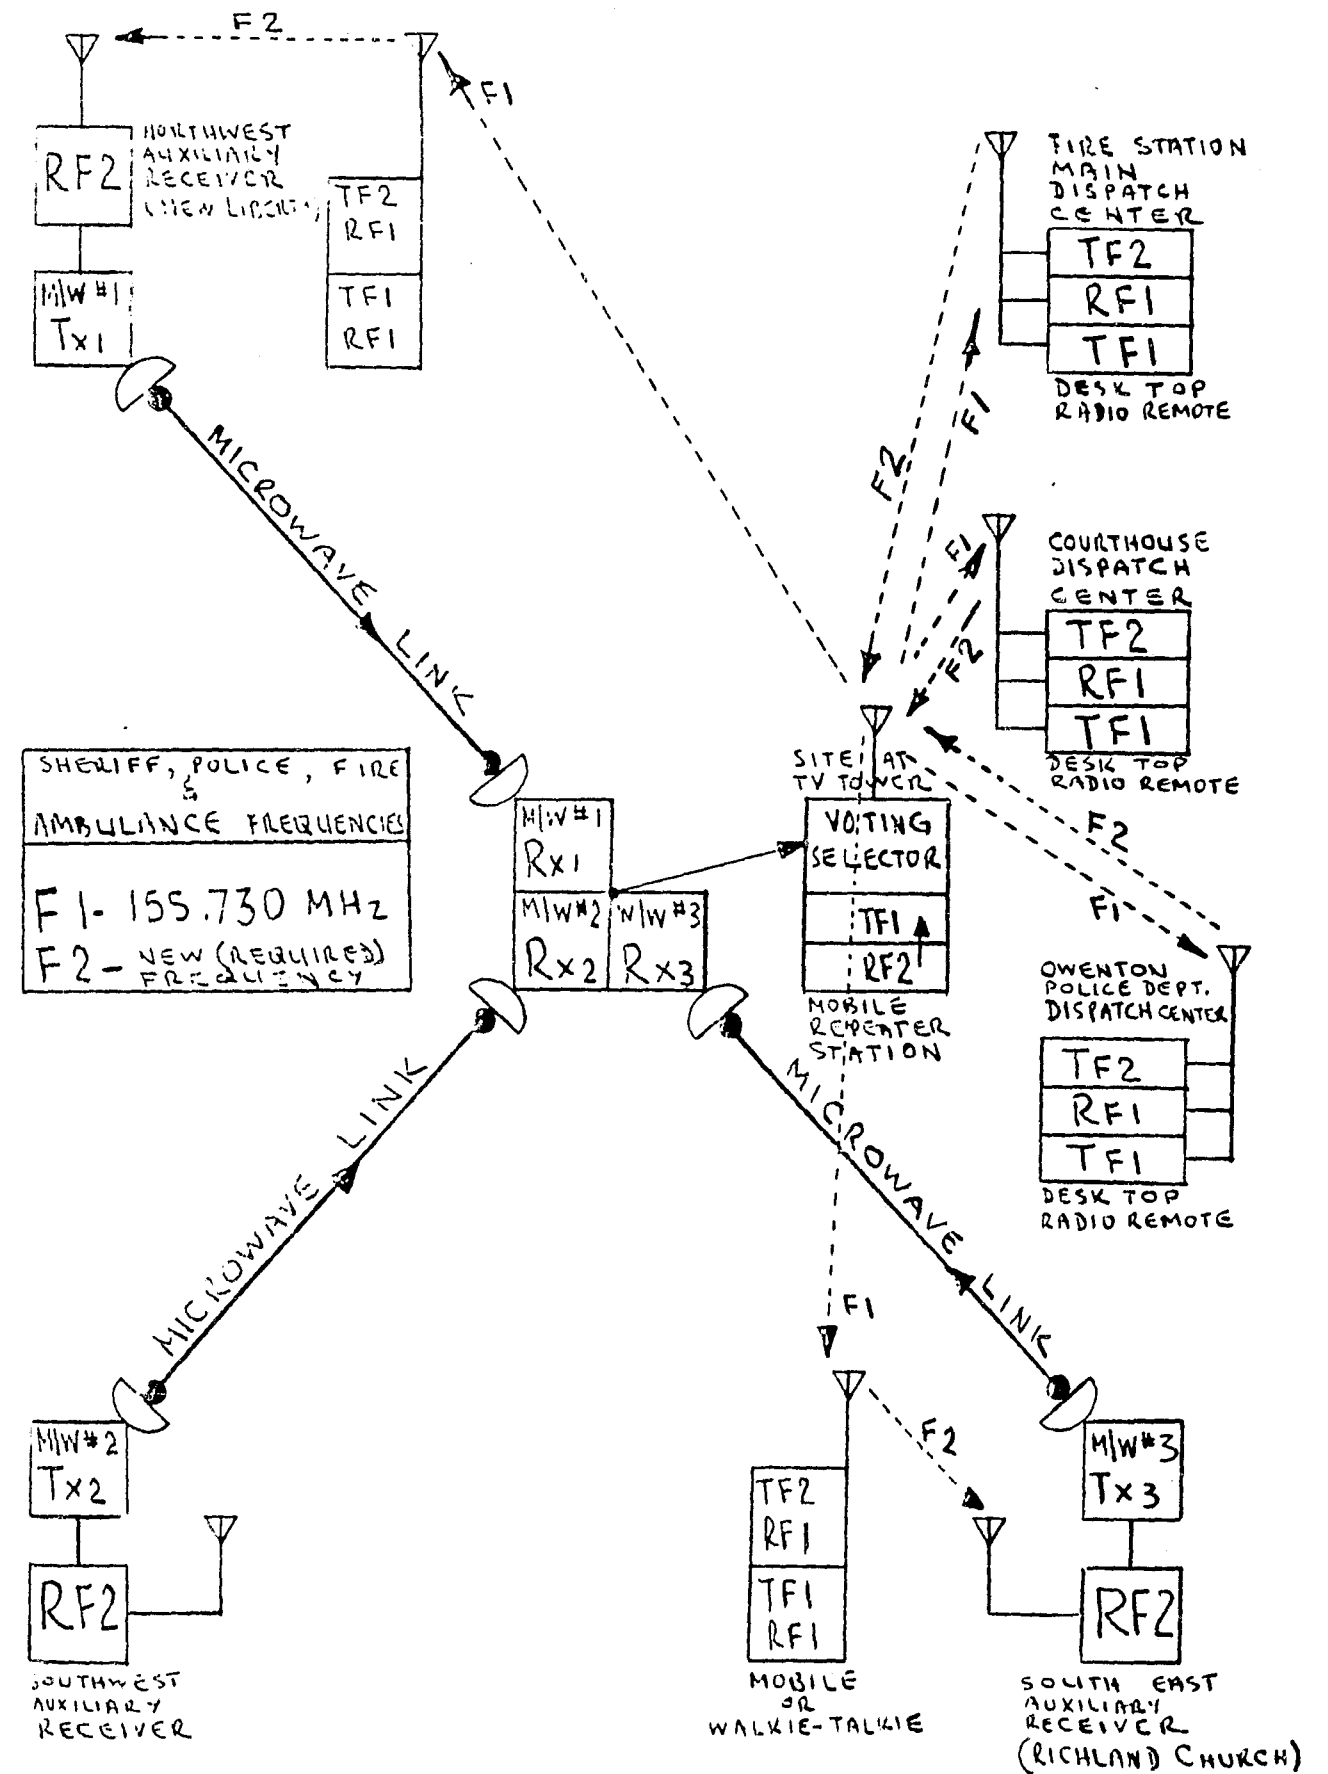 F2
F1
NORTHWEST
AUXILIARY
RECEIVER
RF2
M/W #1
Tx1
TF2
RF1
TF1
RF1
FIRE STATION
MAIN
DISPATCH
CENTER
TF2
RF1
TF1
DESK TOP
RADIO REMOTE
F2
F1
MICROWAVE LINK
F1
F2
COURTHOUSE
DISPATCH
CENTER
TF2
RF1
TF1
DESK TOP
RADIO REMOTE
SHERIFF, POLICE, FIRE
&
AMBULANCE FREQUENCIES
F1- 155.730 MHz
F2- NEW (REQUIRED)
FREQUENCY
M/W #1
Rx1
M/W #2
Rx2
M/W #3
Rx3
SITE AT
TV TOWER
VOTING
SELECTOR
TF1
RF2
MOBILE
REPEATER
STATION
F2
F1
OWENTON
POLICE DEPT.
DISPATCH CENTER
TF2
RF1
TF1
DESK TOP
RADIO REMOTE
MICROWAVE LINK
MICROWAVE LINK
F1
F2
M/W #2
Tx2
RF2
SOUTHWEST
AUXILIARY
RECEIVER
TF2
RF1
TF1
RF1
MOBILE
OR
WALKIE-TALKIE
M/W #3
Tx3
RF2
SOUTH EAST
AUXILIARY
RECEIVER
(RICHLAND CHURCH)